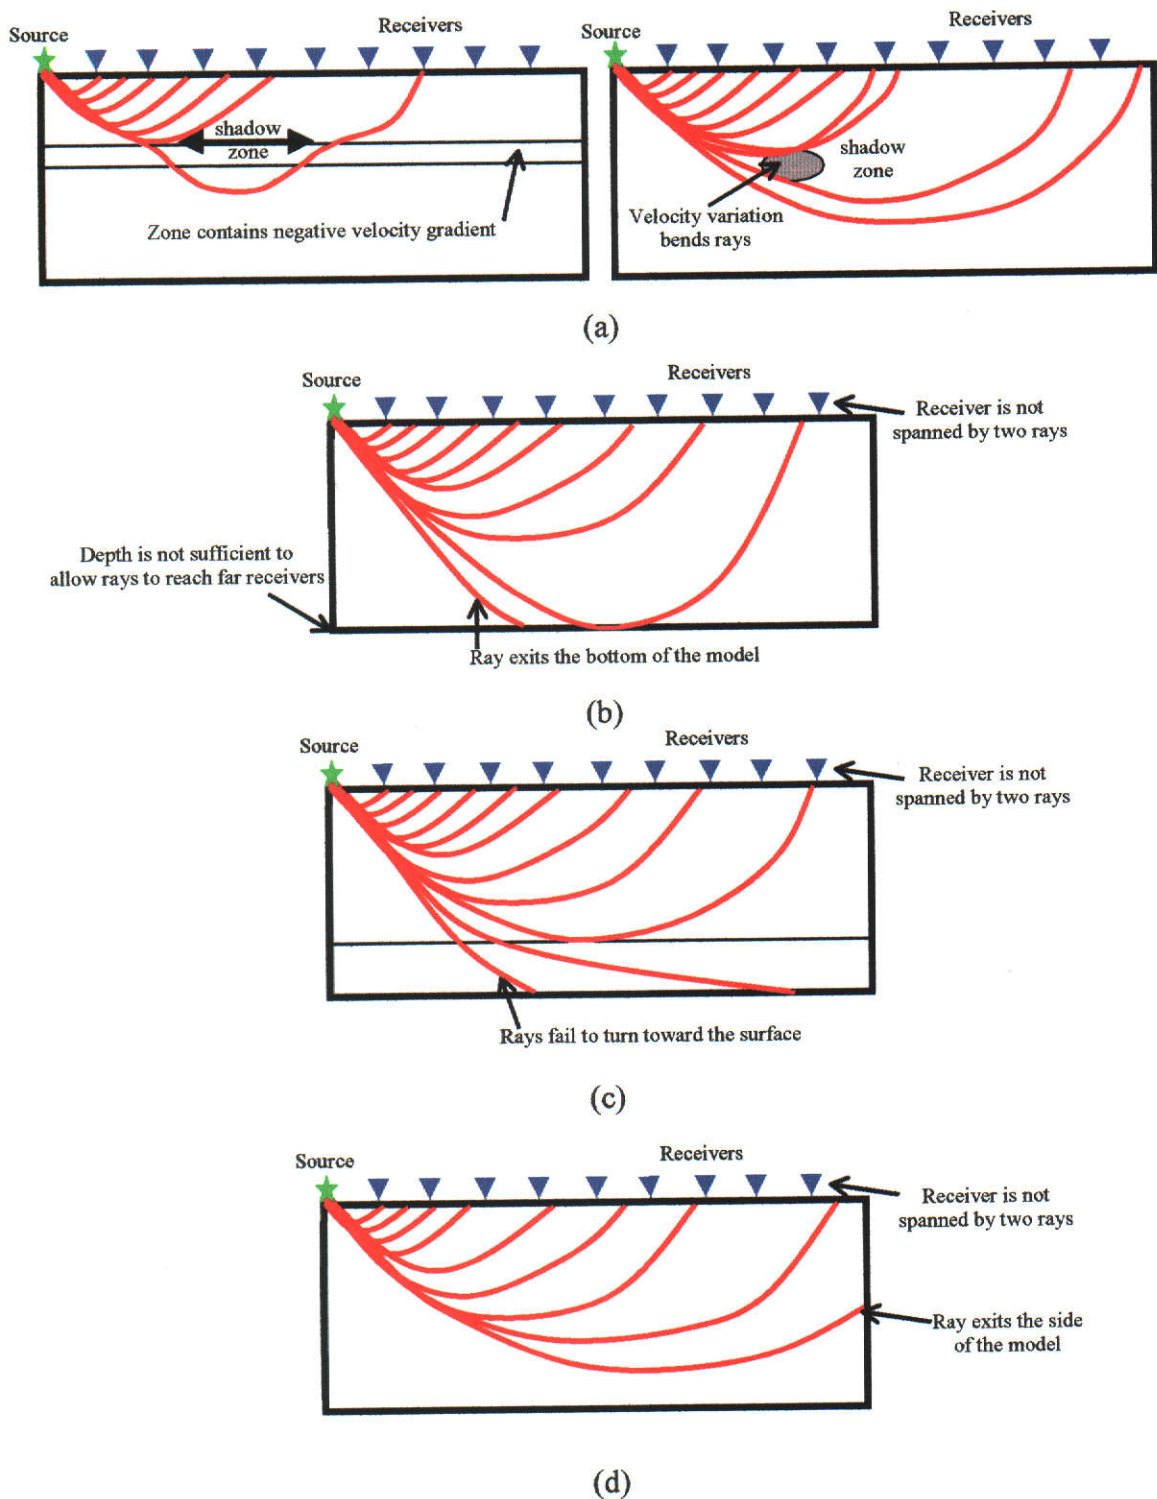 Source
Receivers
shadow
zone
Zone contains negative velocity gradient
Source
Receivers
shadow
zone
Velocity variation
bends rays
(a)
Source
Receivers
Receiver is not
spanned by two rays
Depth is not sufficient to
allow rays to reach far receivers
Ray exits the bottom of the model
(b)
Source
Receivers
Receiver is not
spanned by two rays
Rays fail to turn toward the surface
(c)
Source
Receivers
Receiver is not
spanned by two rays
Ray exits the side
of the model
(d)